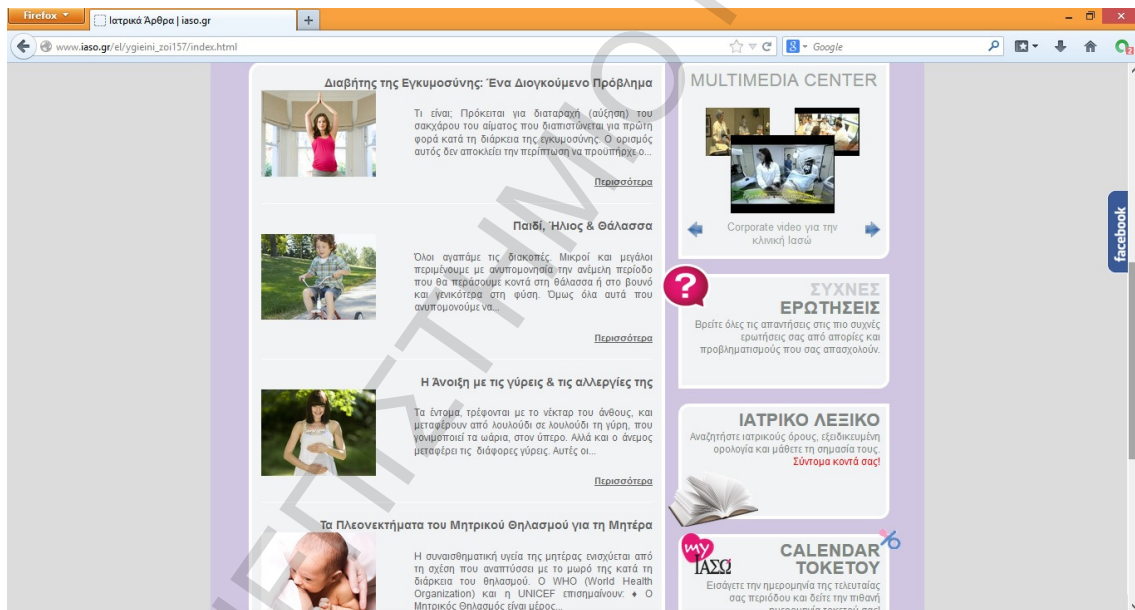 Firefox
Ιατρικά Άρθρα | iaso.gr
www.iaso.gr/el/ygieini_zoi157/index.html
Google
Διαβήτης της Εγκυμοσύνης: Ένα Διογκούμενο Πρόβλημα
Τι είναι; Πρόκειται για διαταραχή (αύξηση) του
σακχάρου του αίματος που διαπιστώνεται για πρώτη
φορά κατά τη διάρκεια της εγκυμοσύνης. Ο ορισμός
αυτός δεν αποκλείει την περίπτωση να προυπήρχε ο...
Περισσότερα
Παιδί, Ήλιος & Θάλασσα
Όλοι αγαπάμε τις διακοπές. Μικροί και μεγάλοι
περιμένουμε με ανυπομονησία την ανέμελη περίοδο
που θα περάσουμε κοντά στη θάλασσα ή στο βουνό
και γενικότερα στη φύση. Όμως όλα αυτά που
ανυπομονούμε να...
Περισσότερα
Η Άνοιξη με τις γύρεις & τις αλλεργίες της
Τα έντομα, τρέφονται με το νέκταρ του άνθους, και
μεταφέρουν από λουλούδι σε λουλούδι τη γύρη, που
γονιμοποιεί τα ωάρια, στον ύπερο. Αλλά και ο άνεμος
μεταφέρει τις διάφορες γύρεις. Αυτές οι...
Περισσότερα
Τα Πλεονεκτήματα του Μητρικού Θηλασμού για τη Μητέρα
Η συναισθηματική υγεία της μητέρας ενισχύεται από
τη σχέση που αναπτύσσει με το μωρό της κατά τη
διάρκεια του θηλασμού. Ο WHO (World Health
Organization) και η UNICEF επισημαίνουν: ♦ Ο
Μητρικός Θηλασμός είναι μέρος...
MULTIMEDIA CENTER
Corporate video για την
κλινική Ιασώ
facebook
?
ΣΥΧΝΕΣ
ΕΡΩΤΗΣΕΙΣ
Βρείτε όλες τις απαντήσεις στις πιο συχνές
ερωτήσεις σας από απορίες και
προβληματισμούς που σας απασχολούν.
ΙΑΤΡΙΚΟ ΛΕΞΙΚΟ
Αναζητήστε ιατρικούς όρους, εξειδικευμένη
ορολογία και μάθετε τη σημασία τους.
Σύντομα κοντά σας!
my
ΙΑΣΩ
CALENDAR
ΤΟΚΕΤΟΥ
Εισάγετε την ημερομηνία της τελευταίας
σας περιόδου και δείτε την πιθανή
ημερομηνία τοκετού σας!